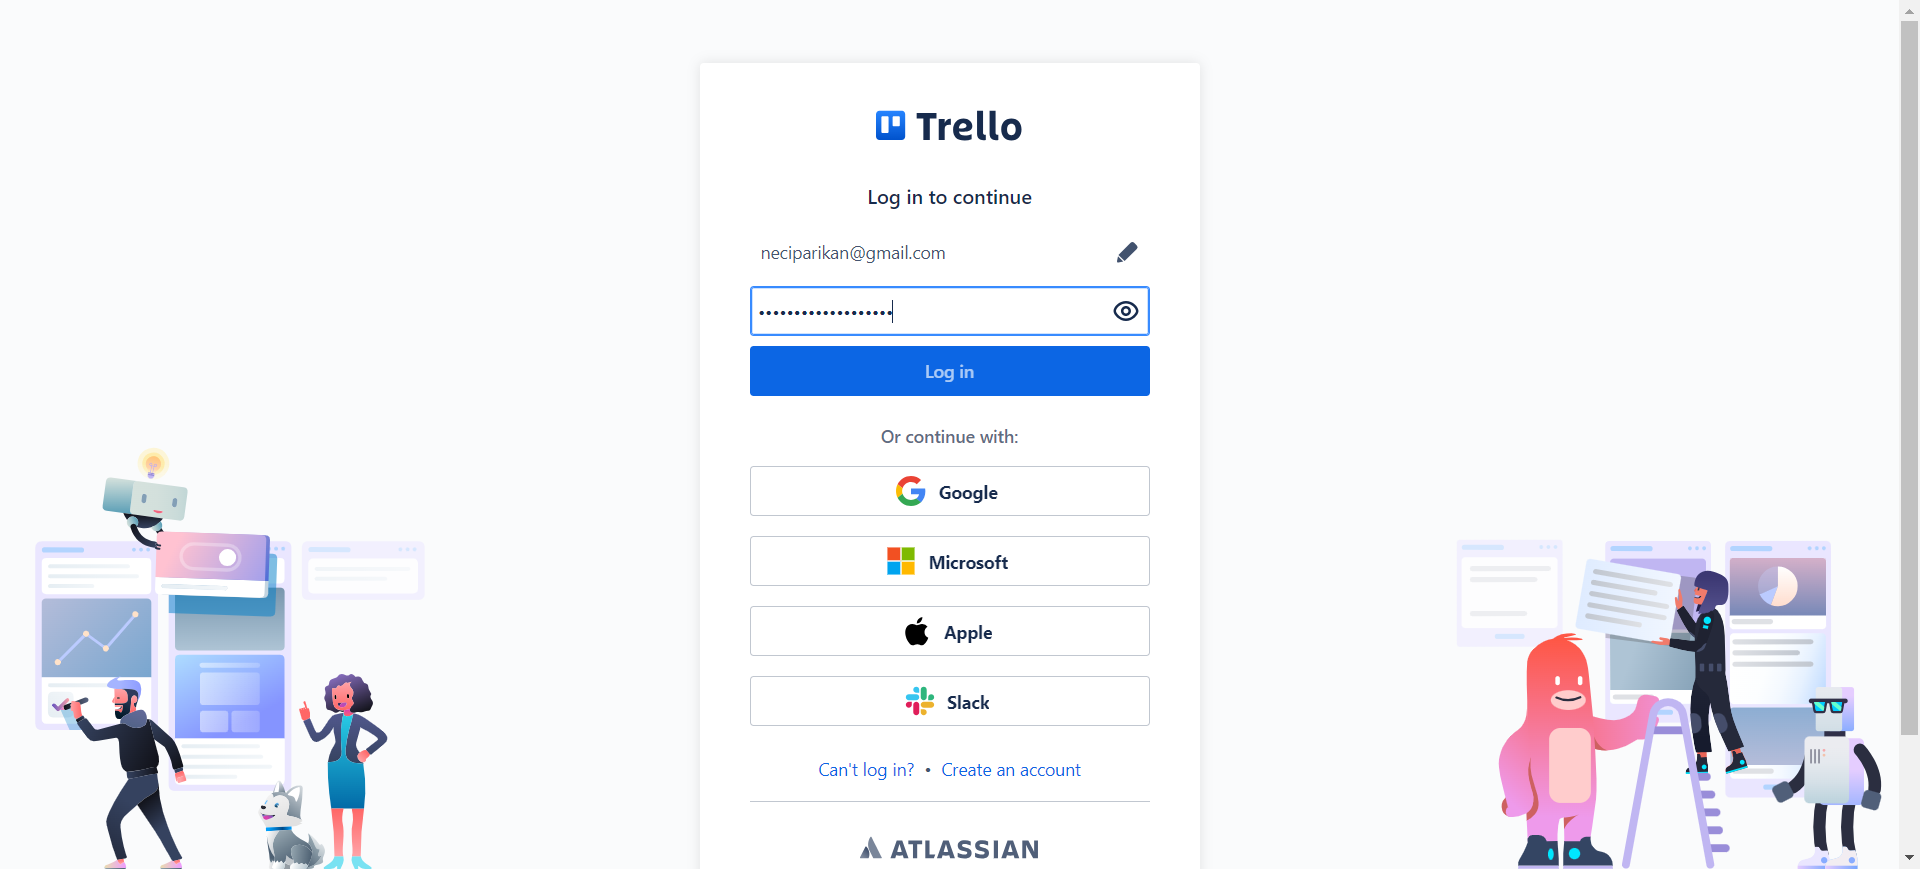 Trello
Log in to continue
neciparikan@gmail.com
•••••••••••••••••••
Log in
Or continue with:
Google
Microsoft
Apple
Slack
Can't log in? • Create an account
ATLASSIAN